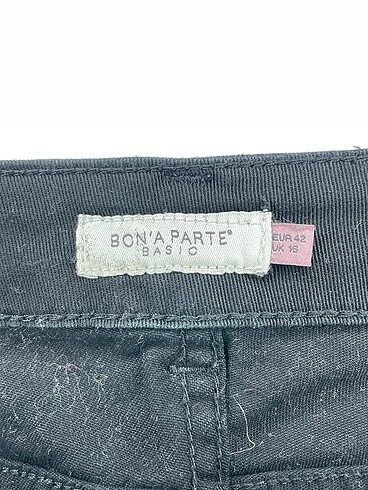 BON'A PARTE®
BASIC
EUR 42
UK 16